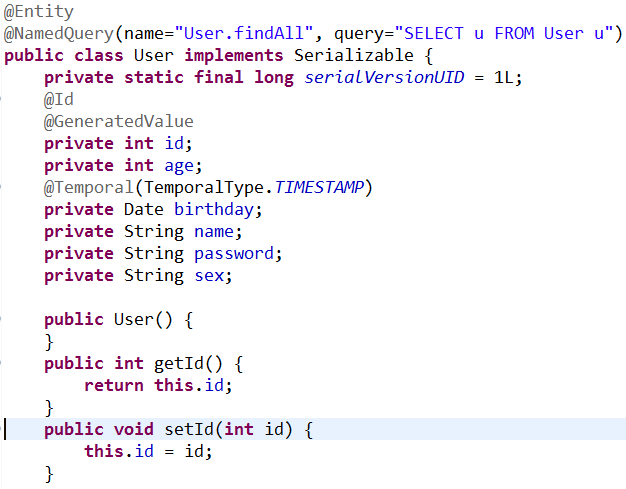 @Entity
@NamedQuery(name="User.findAll", query="SELECT u FROM User u")
public class User implements Serializable {
    private static final long serialVersionUID = 1L;
    @Id
    @GeneratedValue
    private int id;
    private int age;
    @Temporal(TemporalType.TIMESTAMP)
    private Date birthday;
    private String name;
    private String password;
    private String sex;

    public User() {
    }
    public int getId() {
        return this.id;
    }
    public void setId(int id) {
        this.id = id;
    }